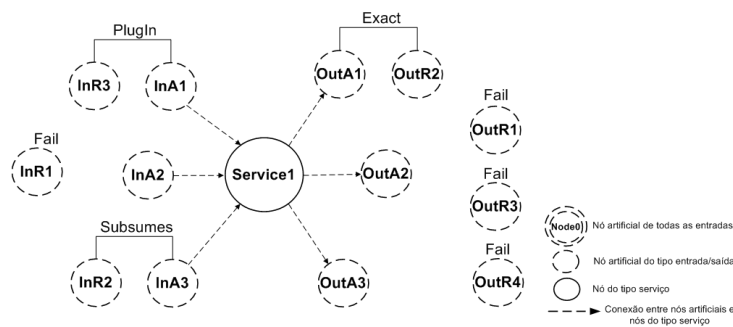 PlugIn
Exact
InR3
InA1
OutA1
OutR2
Fail
OutR1
Fail
InR1
InA2
Service1
OutA2
Fail
OutR3
Subsumes
InR2
InA3
OutA3
Fail
OutR4
Node0
Nó artificial de todas as entradas
Nó artificial do tipo entrada/saída
Nó do tipo serviço
Conexão entre nós artificiais e
nós do tipo serviço